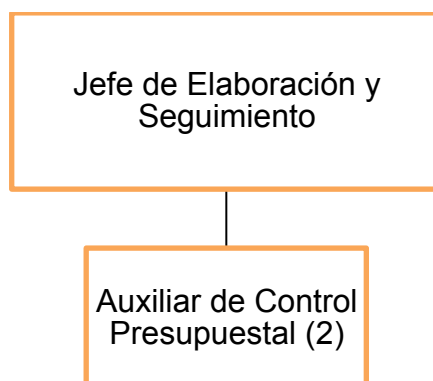 Jefe de Elaboración y
Seguimiento
Auxiliar de Control
Presupuestal (2)